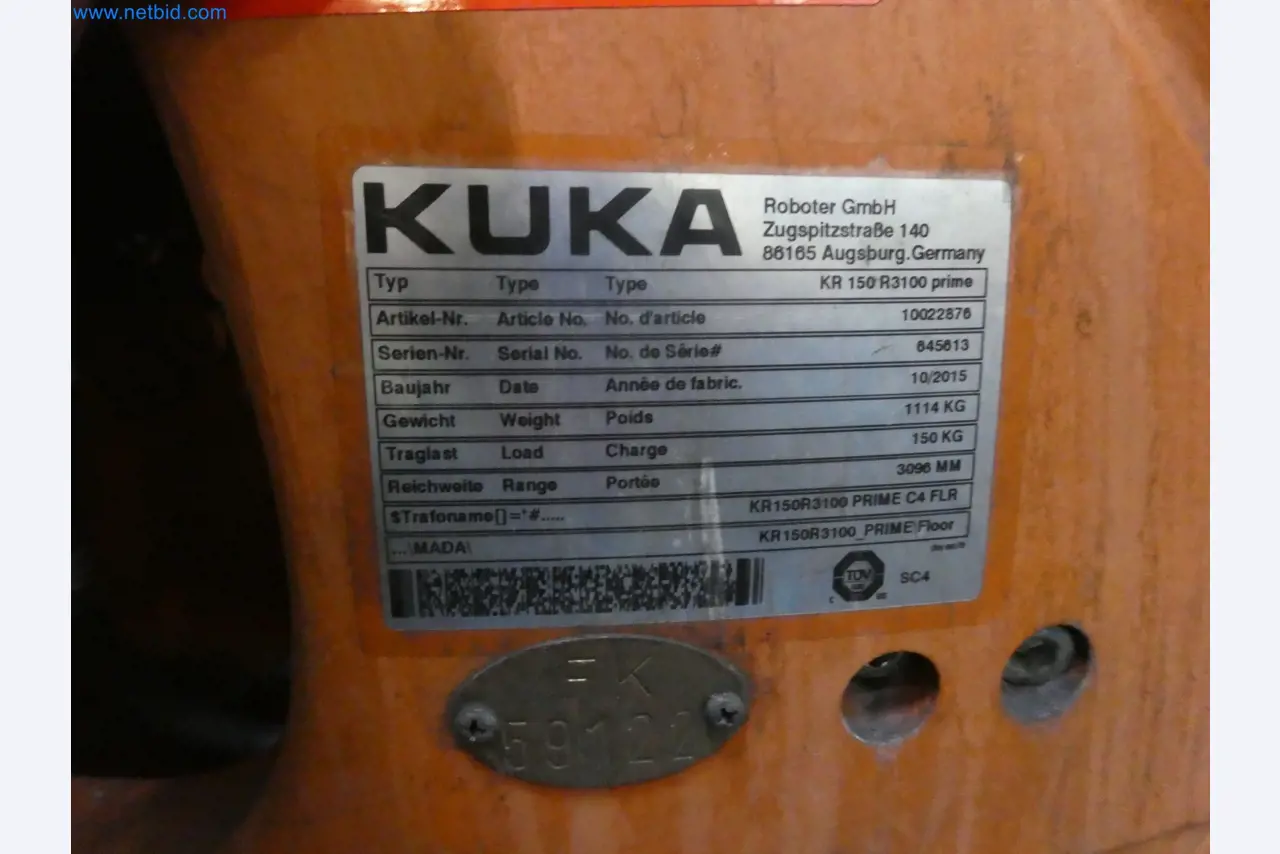 www.netbid.com
KUKA
Roboter GmbH
Zugspitzstraße 140
86165 Augsburg.Germany
Typ Type Type KR 150 R3100 prime
Artikel-Nr. Article No. No. d'article 10022876
Serien-Nr. Serial No. No. de Série# 645613
Baujahr Date Année de fabric. 10/2015
Gewicht Weight Poids 1114 KG
Traglast Load Charge 150 KG
Reichweite Range Portée 3096 MM
$Trafoname[]="#..... KR150R3100 PRIME C4 FLR
...\MADA\ KR150R3100_PRIME\Floor
TÜV
SC4
K
59122